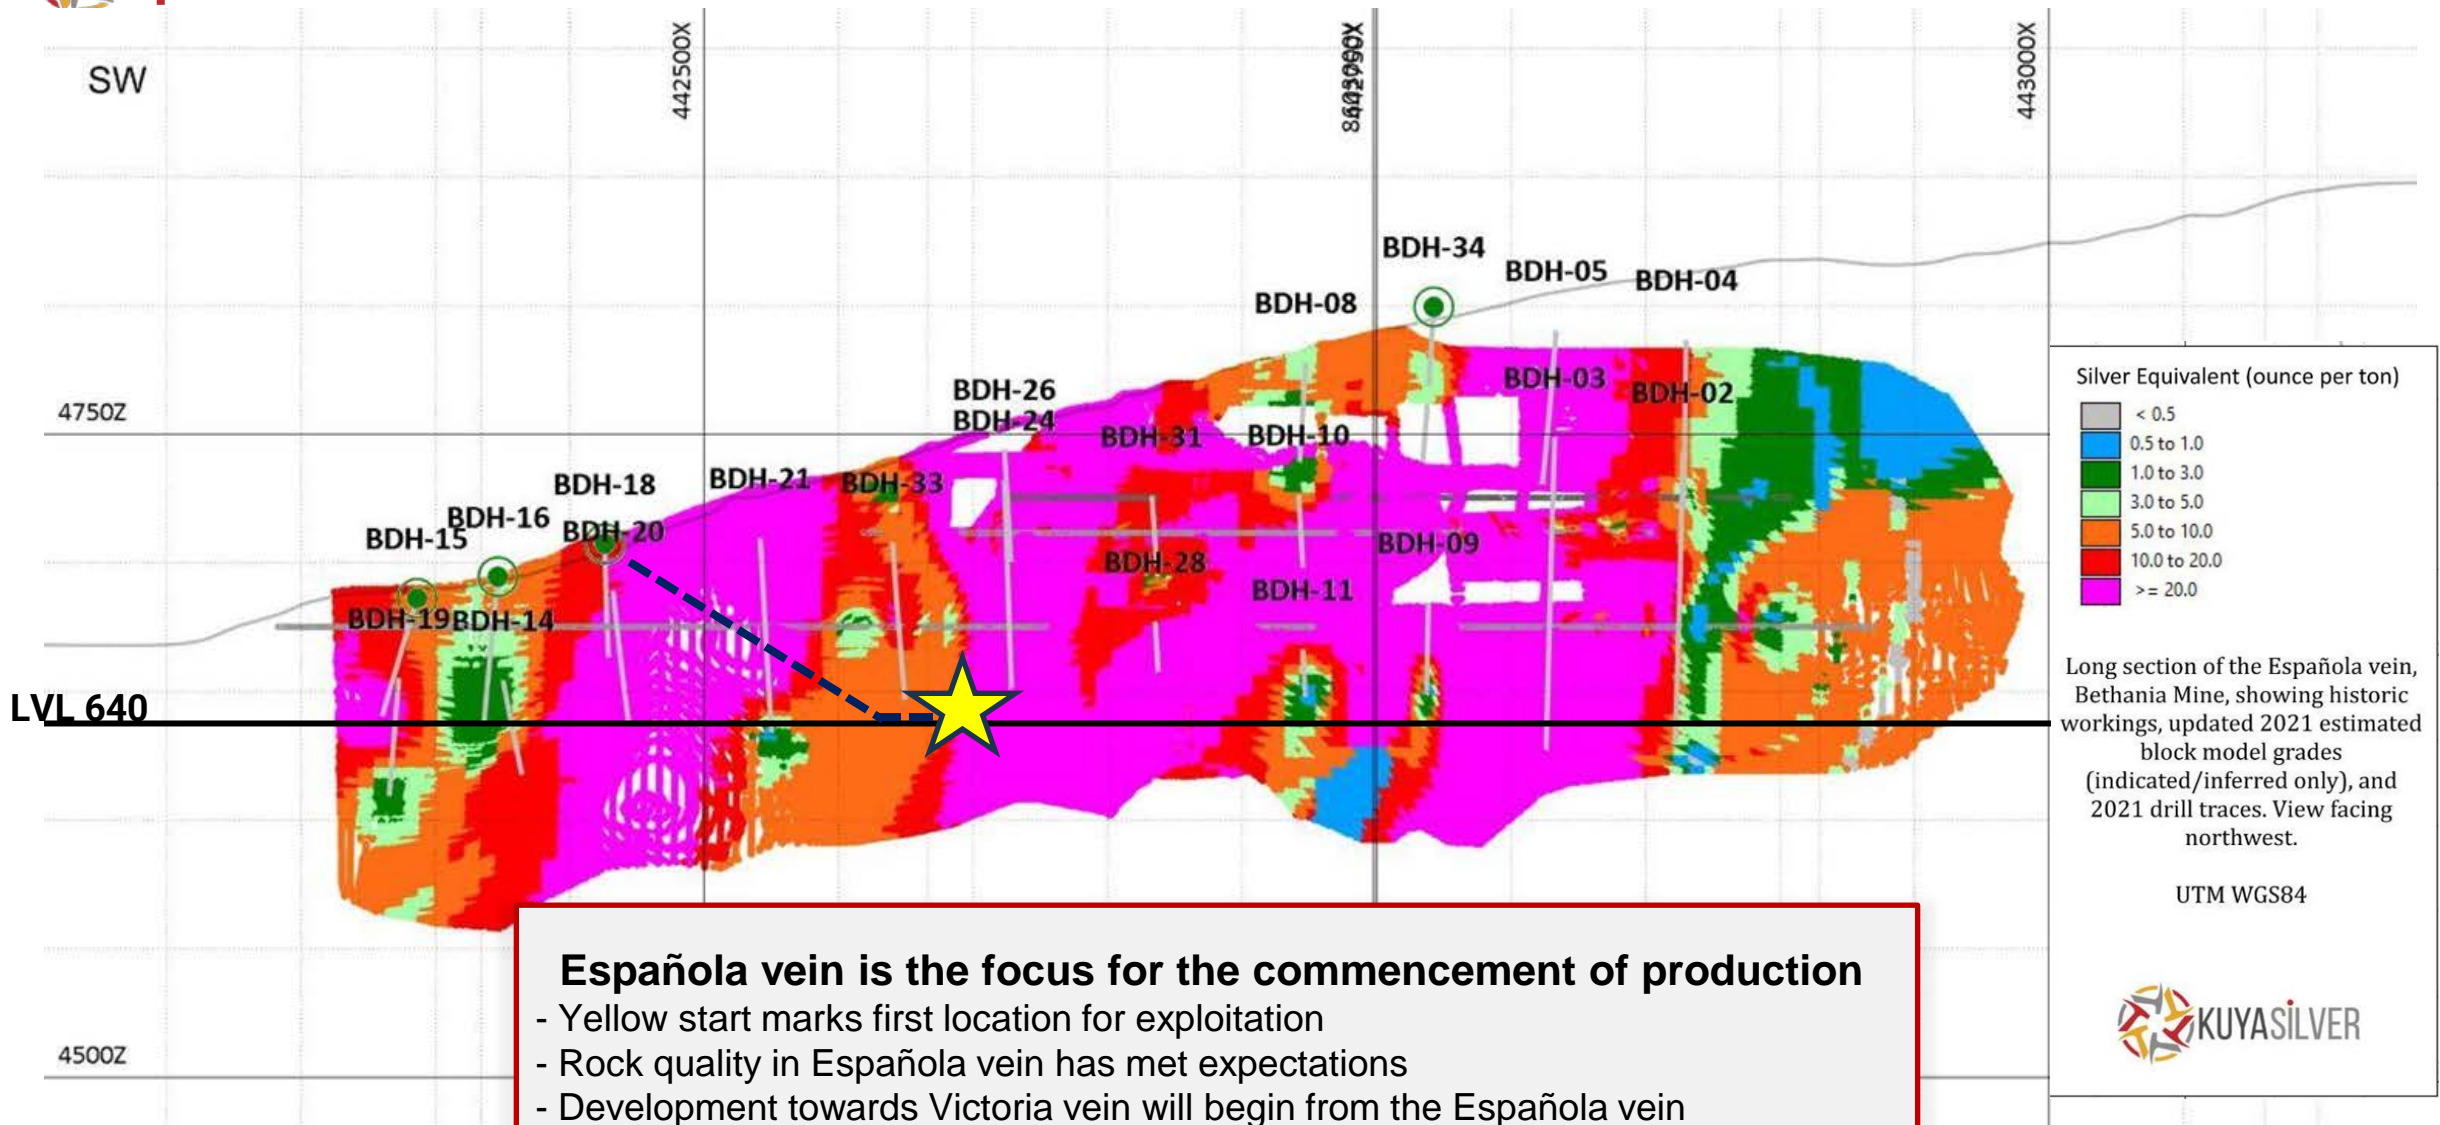 SW
442500X
443000X
BDH-34
BDH-05
BDH-04
BDH-08
BDH-26
BDH-24
BDH-03
BDH-02
4750Z
BDH-31
BDH-10
BDH-18
BDH-21
BDH-33
BDH-16
BDH-15
BDH-20
BDH-09
BDH-28
BDH-11
BDH-19
BDH-14
LVL 640
4500Z
Silver Equivalent (ounce per ton)
< 0.5
0.5 to 1.0
1.0 to 3.0
3.0 to 5.0
5.0 to 10.0
10.0 to 20.0
>= 20.0
Long section of the Española vein,
Bethania Mine, showing historic
workings, updated 2021 estimated
block model grades
(indicated/inferred only), and
2021 drill traces. View facing
northwest.
UTM WGS84
KUYASILVER
Española vein is the focus for the commencement of production
- Yellow start marks first location for exploitation
- Rock quality in Española vein has met expectations
- Development towards Victoria vein will begin from the Española vein